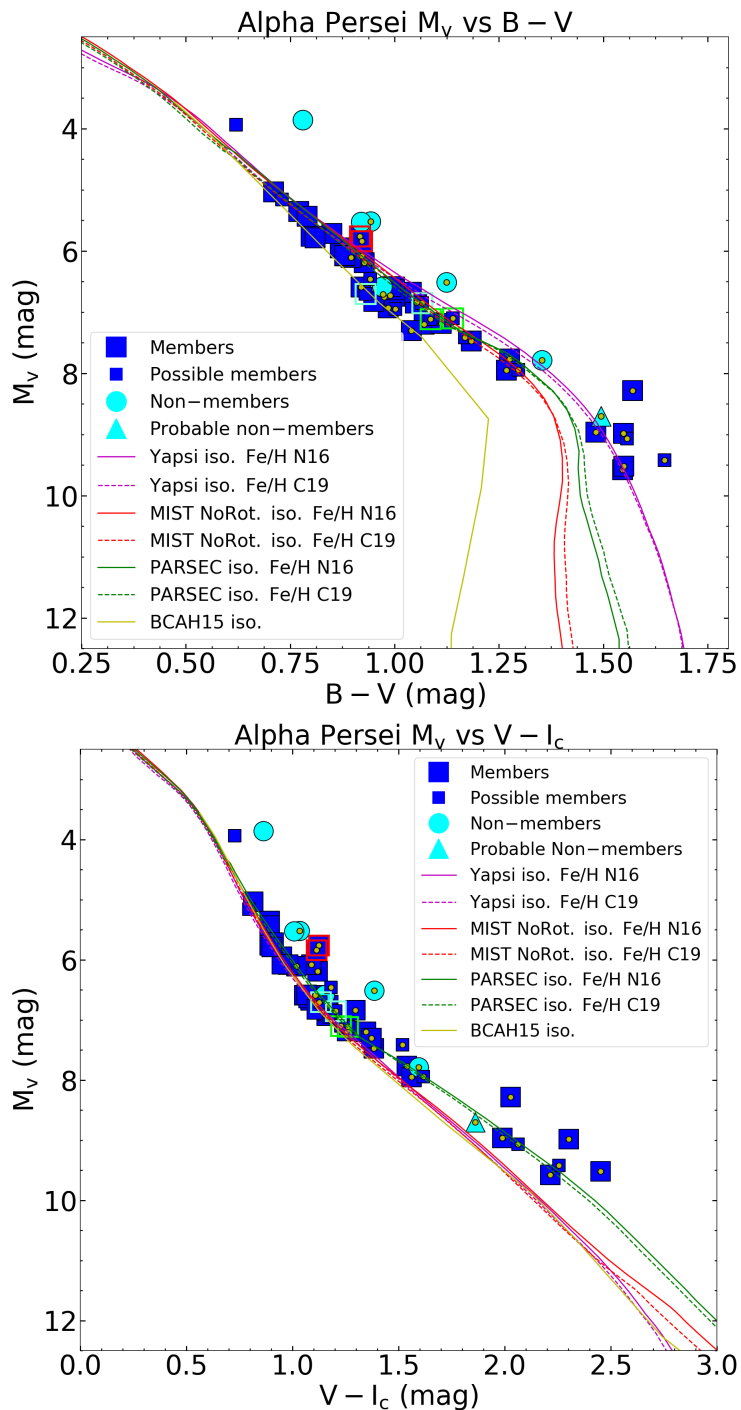 Alpha Persei Mv vs B − V
4
6
8
10
12
Mv (mag)
Members
Possible members
Non−members
Probable non−members
Yapsi iso. Fe/H N16
Yapsi iso. Fe/H C19
MIST NoRot. iso. Fe/H N16
MIST NoRot. iso. Fe/H C19
PARSEC iso. Fe/H N16
PARSEC iso. Fe/H C19
BCAH15 iso.
0.25 0.50 0.75 1.00 1.25 1.50 1.75
B − V (mag)
Alpha Persei Mv vs V − Ic
4
6
8
10
12
Mv (mag)
Members
Possible members
Non−members
Probable Non−members
Yapsi iso. Fe/H N16
Yapsi iso. Fe/H C19
MIST NoRot. iso. Fe/H N16
MIST NoRot. iso. Fe/H C19
PARSEC iso. Fe/H N16
PARSEC iso. Fe/H C19
BCAH15 iso.
0.0 0.5 1.0 1.5 2.0 2.5 3.0
V − Ic (mag)